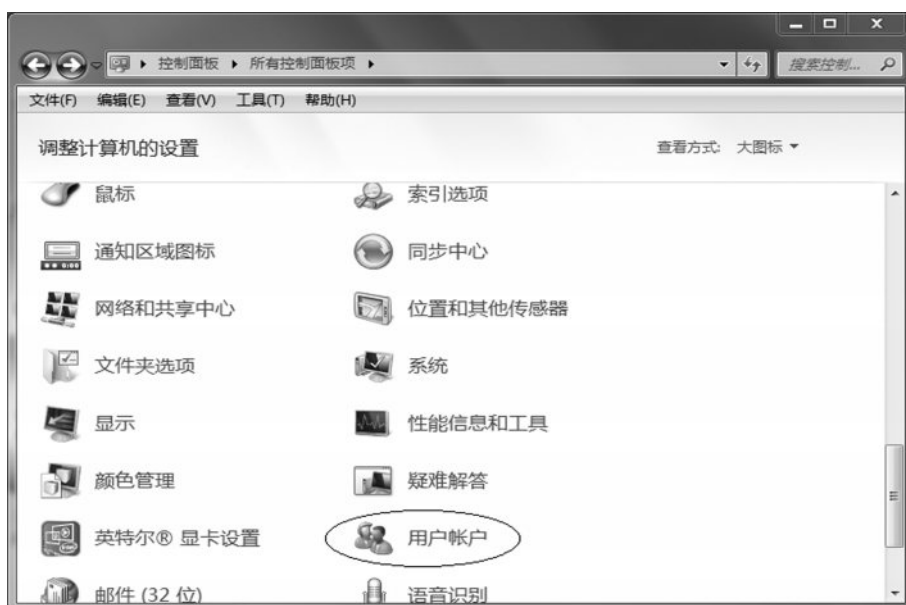 控制面板 ▸ 所有控制面板项 ▸ 搜索控制...
文件(F) 编辑(E) 查看(V) 工具(T) 帮助(H)
调整计算机的设置 查看方式: 大图标
鼠标 索引选项
通知区域图标 同步中心
网络和共享中心 位置和其他传感器
文件夹选项 系统
显示 性能信息和工具
颜色管理 疑难解答
英特尔® 显卡设置 用户帐户
邮件 (32 位) 语音识别